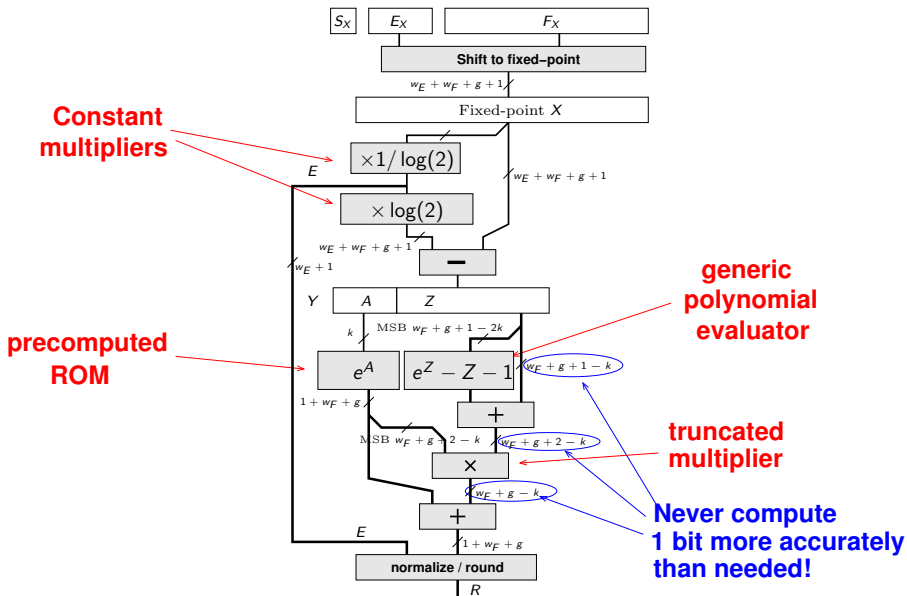 S_X E_X F_X
Shift to fixed–point
w_E + w_F + g + 1
Fixed-point X
Constant
multipliers
×1/ log(2)
w_E + w_F + g + 1
E
× log(2)
w_E + w_F + g + 1
−
w_E + 1
generic
polynomial
evaluator
Y A Z
k
MSB w_F + g + 1 − 2k
precomputed
ROM
e^A
e^Z − Z − 1
w_F + g + 1 − k
1 + w_F + g
+
MSB w_F + g + 2 − k
w_F + g + 2 − k
truncated
multiplier
×
w_F + g − k
+
Never compute
1 bit more accurately
than needed!
E
1 + w_F + g
normalize / round
R